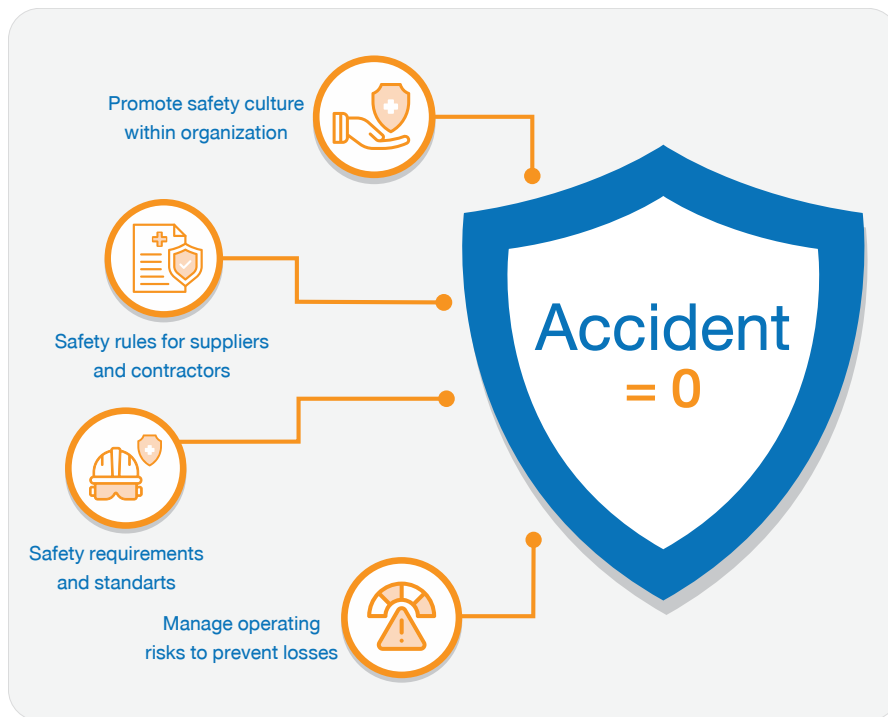 Promote safety culture
within organization
Safety rules for suppliers
and contractors
Safety requirements
and standarts
Manage operating
risks to prevent losses
Accident
= 0